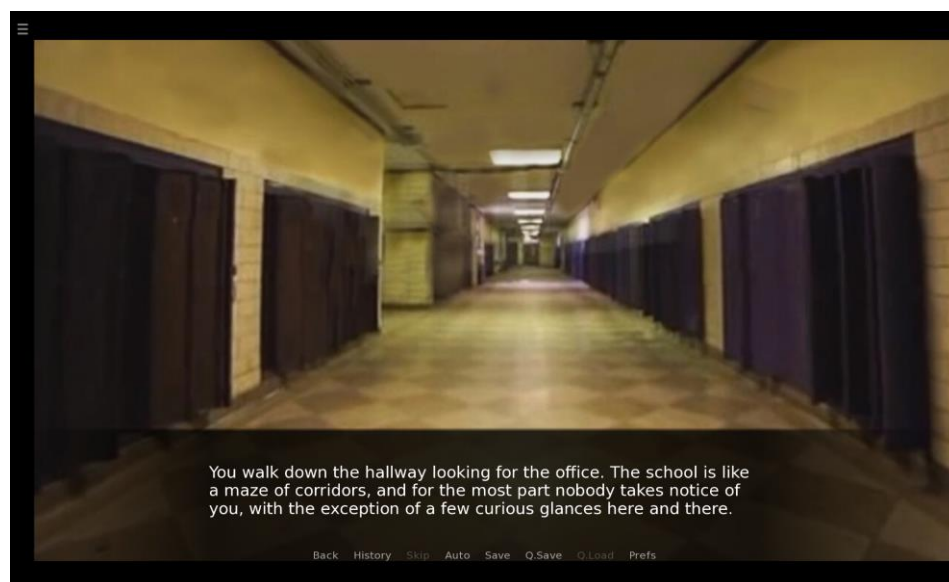 You walk down the hallway looking for the office. The school is like
a maze of corridors, and for the most part nobody takes notice of
you, with the exception of a few curious glances here and there.
Back History Skip Auto Save Q.Save Q.Load Prefs